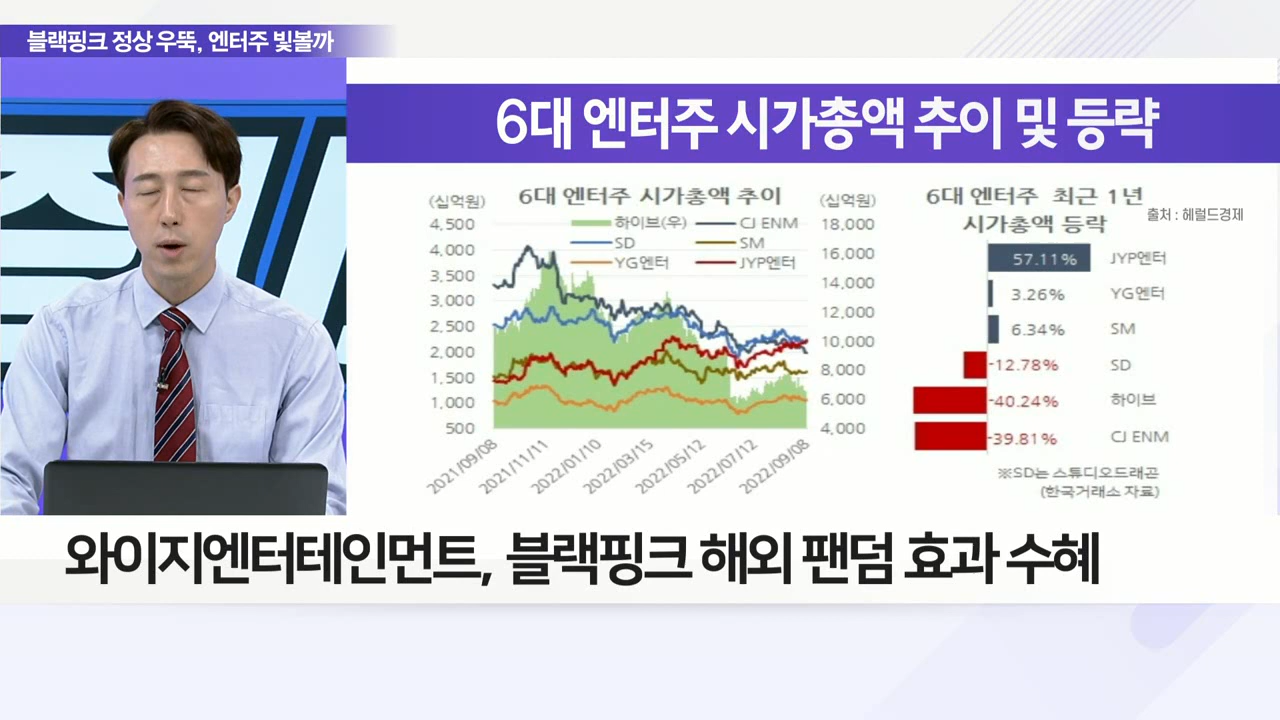 블랙핑크 정상 우뚝, 엔터주 빛볼까
6대 엔터주 시가총액 추이 및 등락
(십억원)
6대 엔터주 시가총액 추이
(십억원)
하이브(우)
CJ ENM
SD
SM
YG엔터
JYP엔터
4,500
4,000
3,500
3,000
2,500
2,000
1,500
1,000
500
18,000
16,000
14,000
12,000
10,000
8,000
6,000
4,000
2021/09/08
2021/11/11
2022/01/10
2022/03/15
2022/05/12
2022/07/12
2022/09/08
6대 엔터주 최근 1년
시가총액 등락
출처 : 헤럴드경제
57.11% JYP엔터
3.26% YG엔터
6.34% SM
-12.78% SD
-40.24% 하이브
-39.81% CJ ENM
※SD는 스튜디오드래곤
(한국거래소 자료)
와이지엔터테인먼트, 블랙핑크 해외 팬덤 효과 수혜